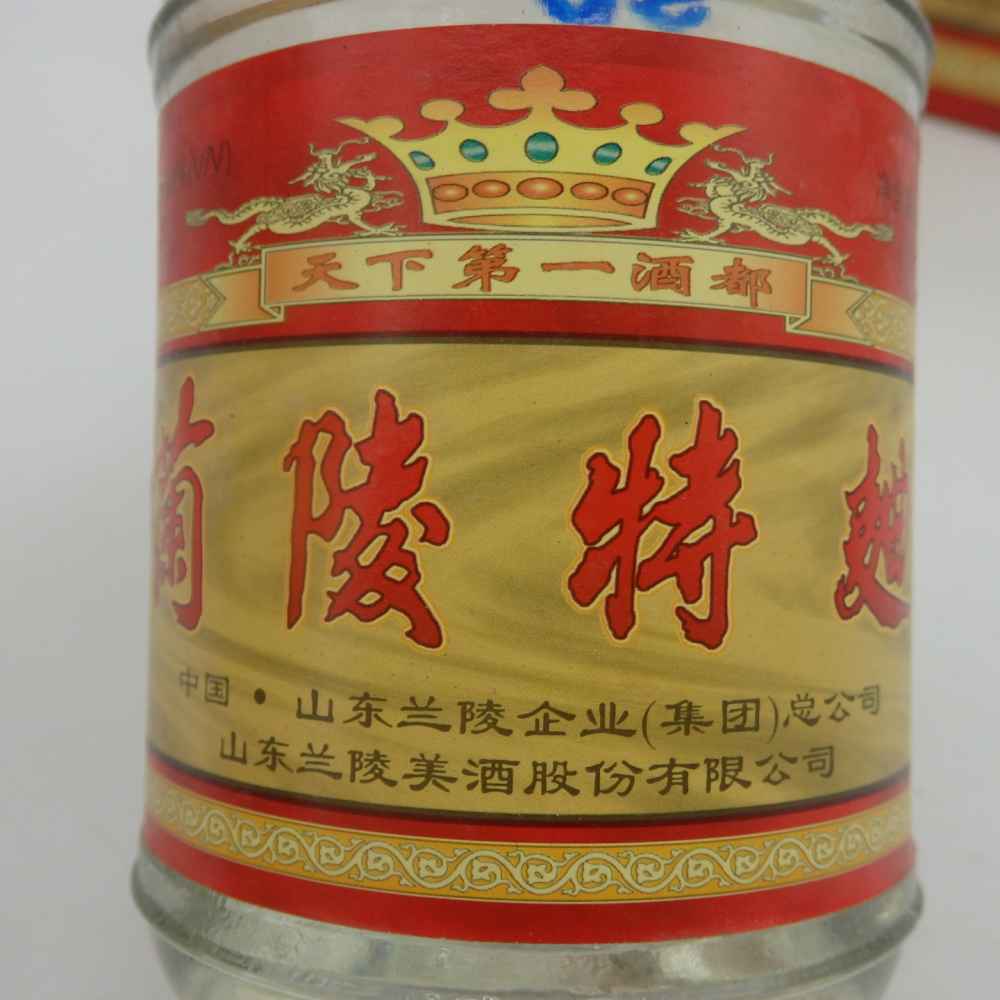 天下第一酒都
蘭陵特麯
中国·山东兰陵企业(集团)总公司
山东兰陵美酒股份有限公司